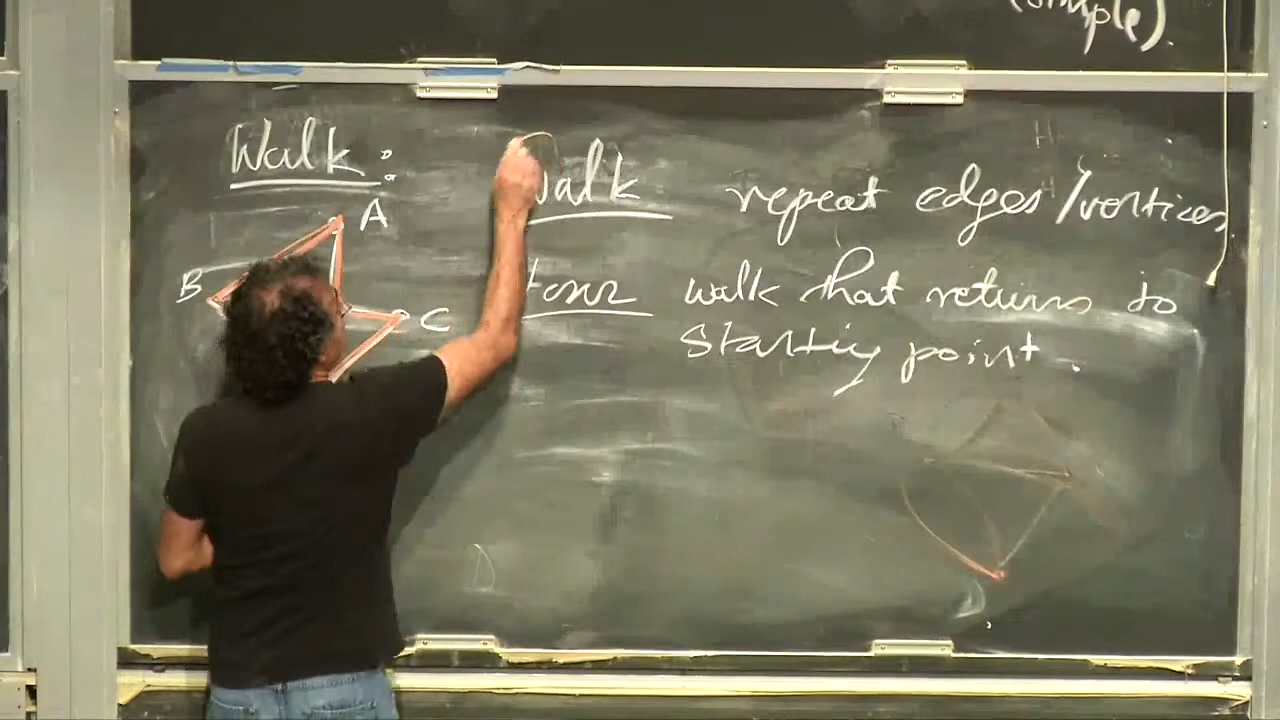 (simple).
Walk:
A
B
C
Walk repeat edges/vertices
tour walk that returns to
starting point.
D